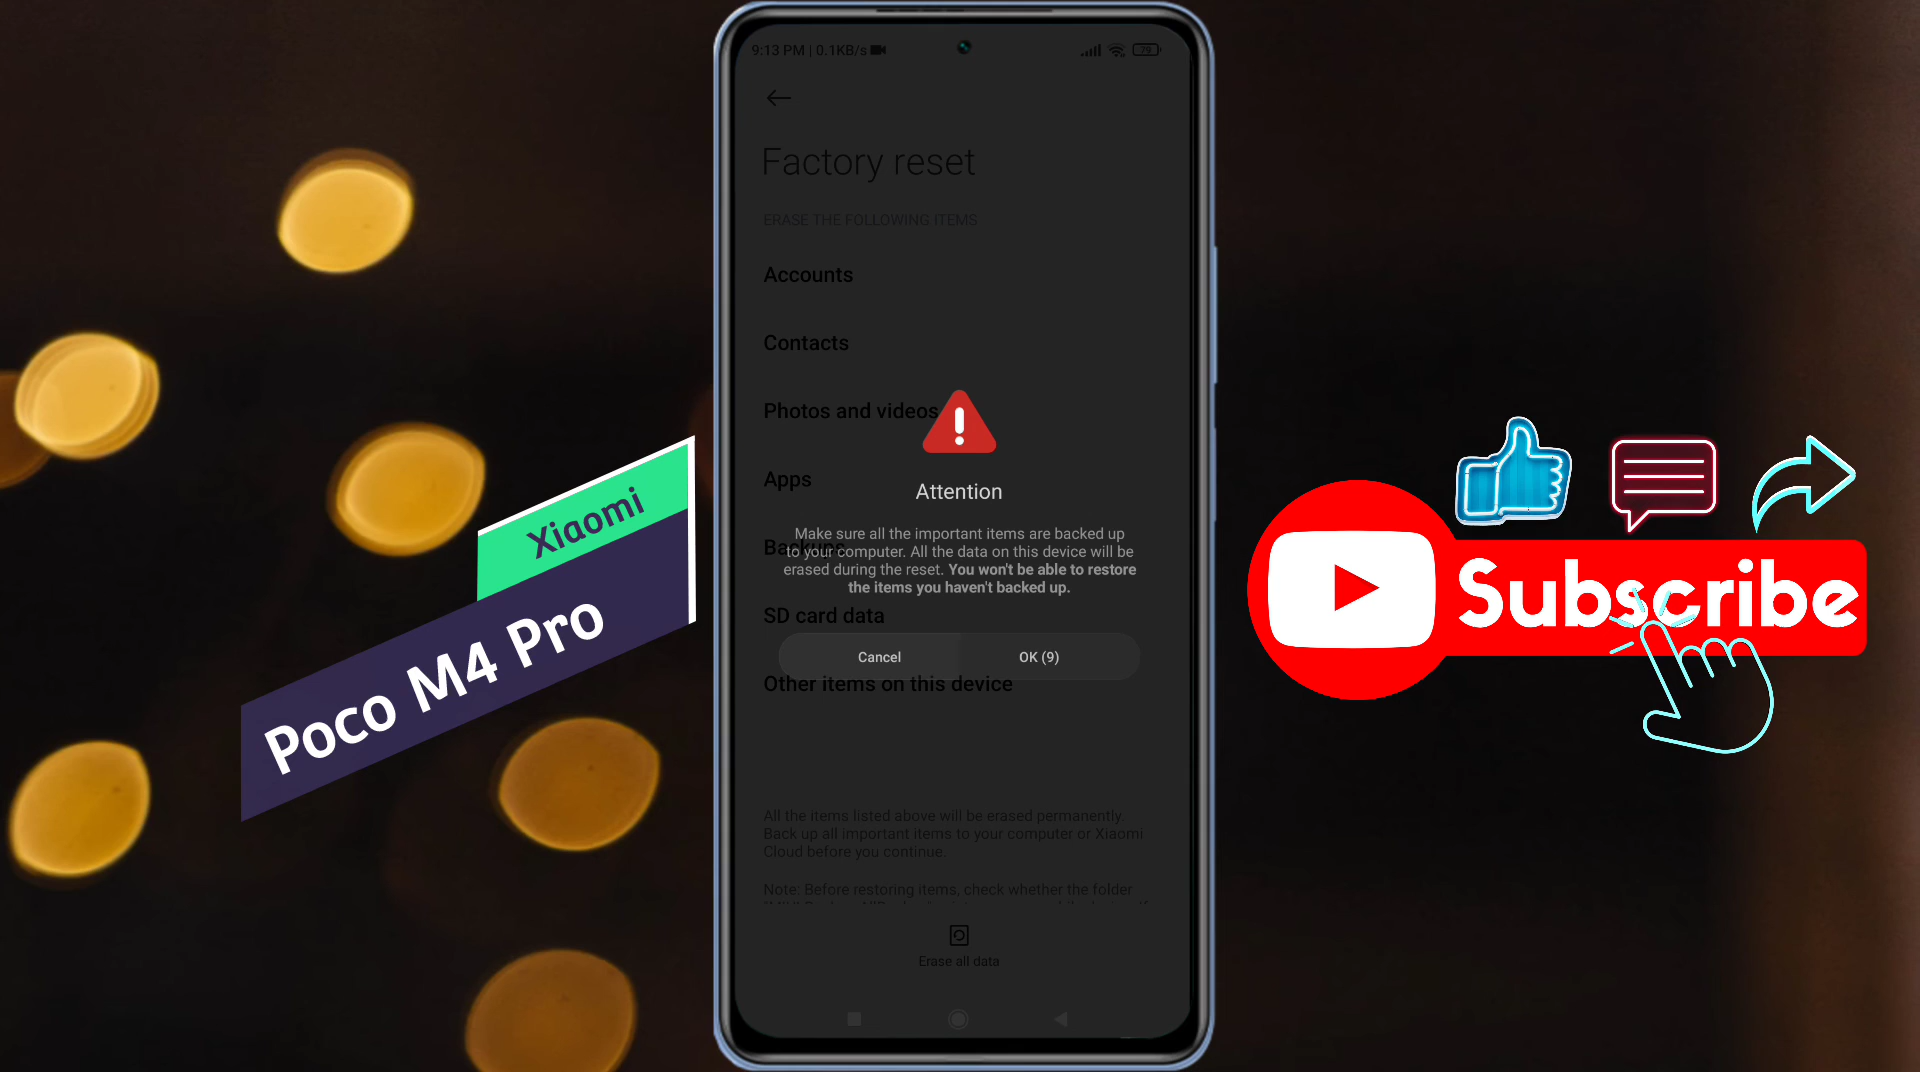 9:13 PM | 0.1KB/s
79
Factory reset
ERASE THE FOLLOWING ITEMS
Accounts
Contacts
Photos and videos
Apps
Attention
Make sure all the important items are backed up
to your computer. All the data on this device will be
erased during the reset. You won't be able to restore
the items you haven't backed up.
Backups
SD card data
Cancel
OK (9)
Other items on this device
All the items listed above will be erased permanently.
Back up all important items to your computer or Xiaomi
Cloud before you continue.
Note: Before restoring items, check whether the folder
Erase all data
Xiaomi
Poco M4 Pro
Subscribe